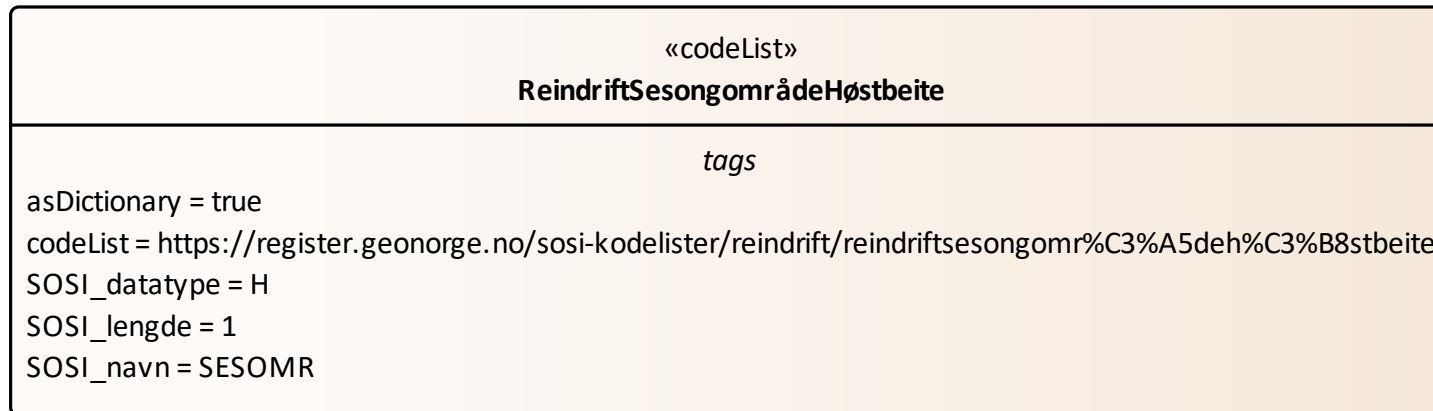 «codeList»
ReindriftSesongområdeHøstbeite
tags
asDictionary = true
codeList = https://register.geonorge.no/sosi-kodelister/reindrift/reindriftsesongomr%C3%A5deh%C3%B8stbeite
SOSI_datatype = H
SOSI_lengde = 1
SOSI_navn = SESOMR